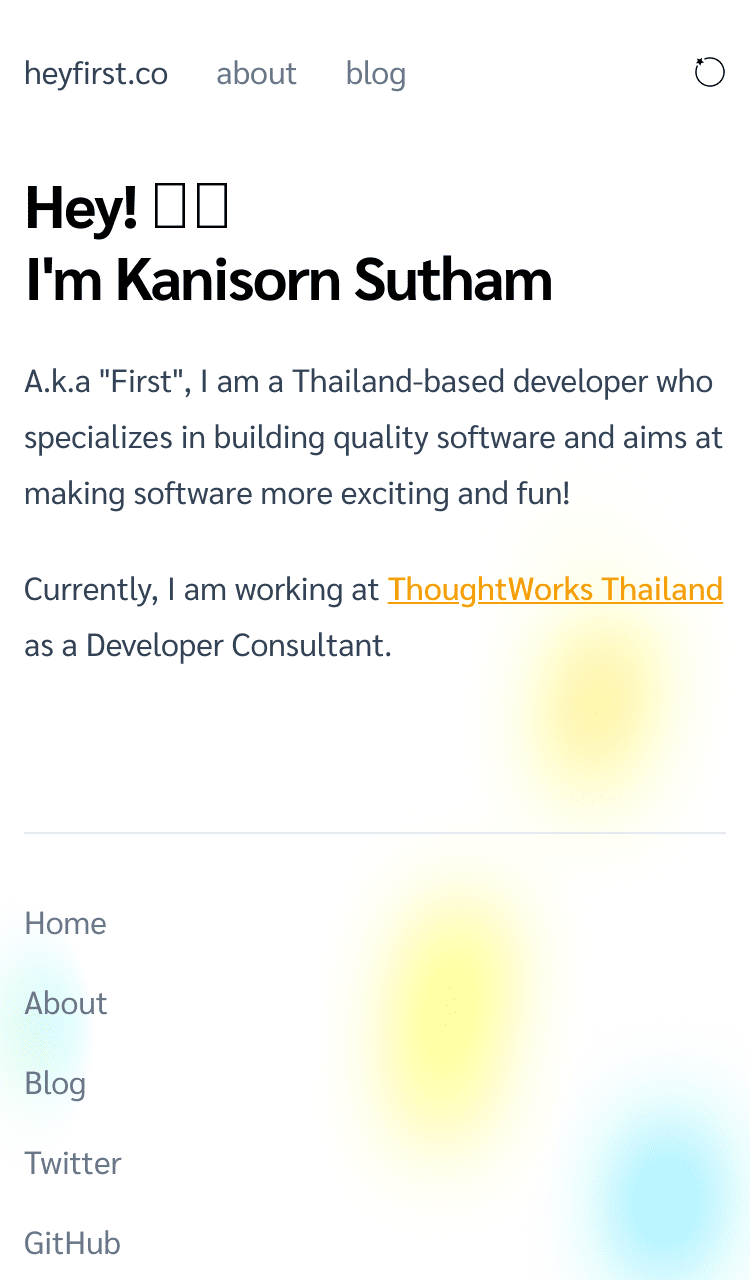 heyfirst.co about blog
Hey!
I'm Kanisorn Sutham
A.k.a "First", I am a Thailand-based developer who
specializes in building quality software and aims at
making software more exciting and fun!
Currently, I am working at ThoughtWorks Thailand
as a Developer Consultant.
Home
About
Blog
Twitter
GitHub